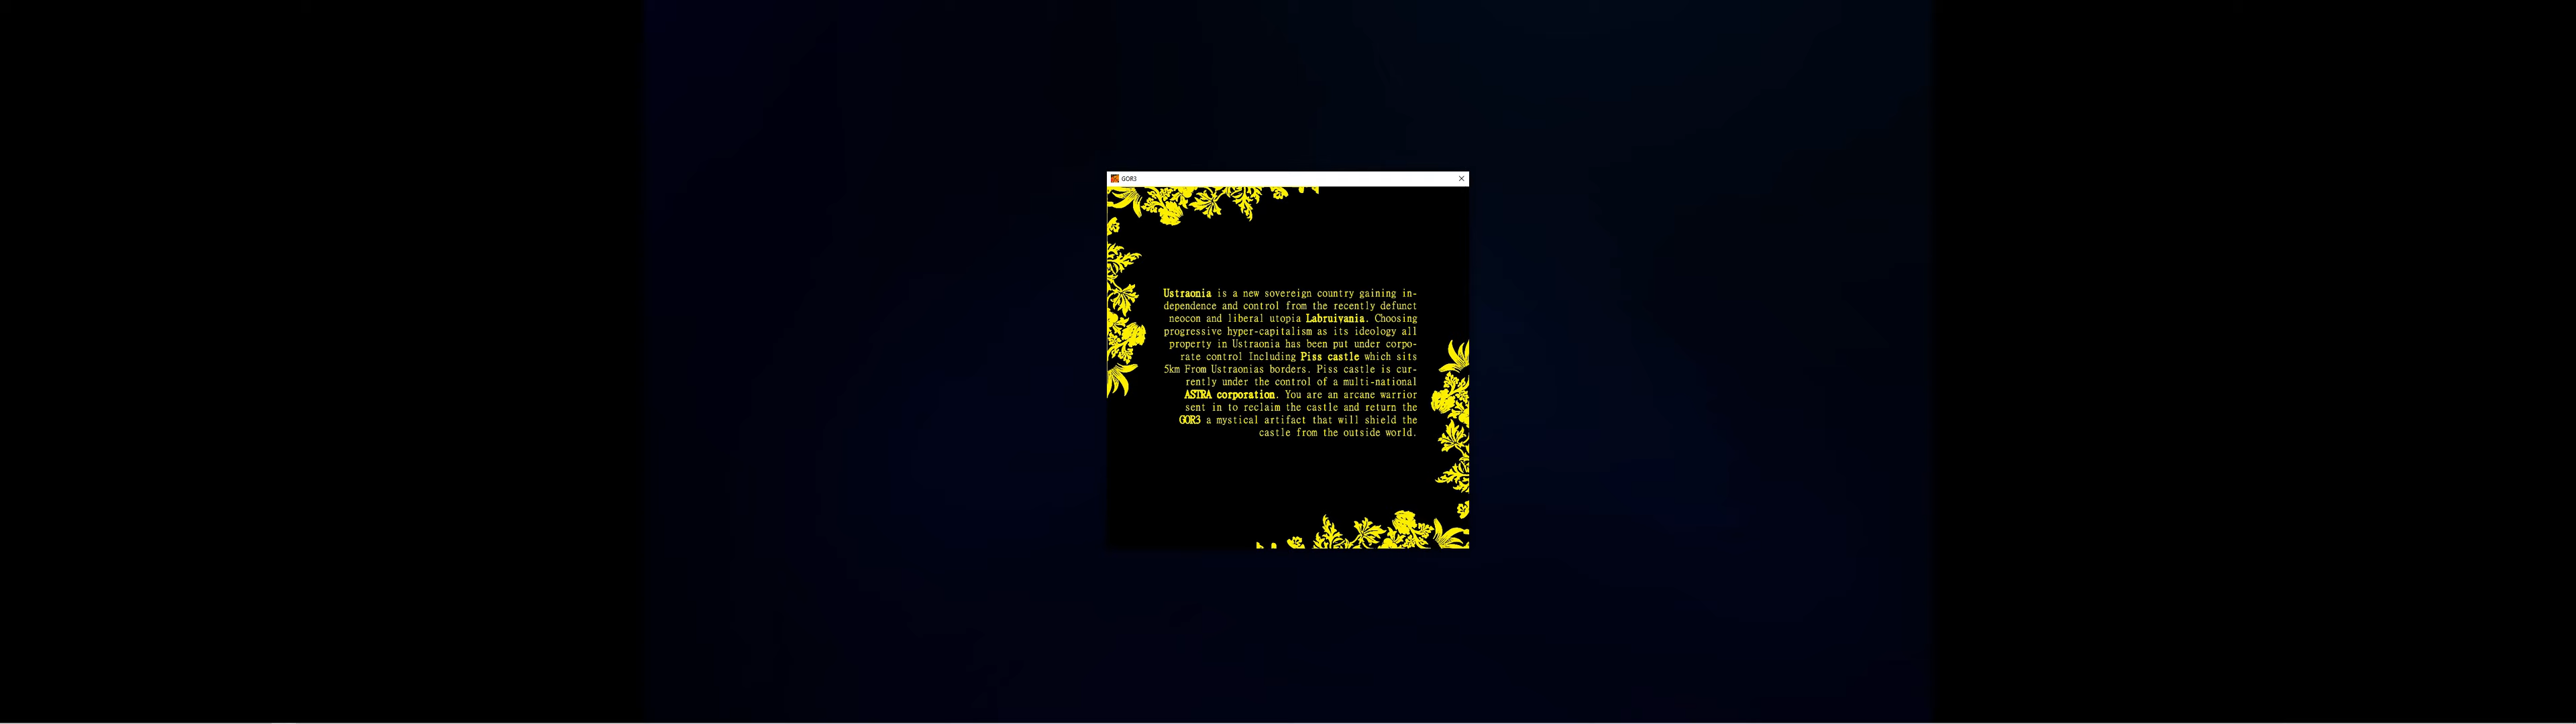 GOR3
Ustraonia is a new sovereign country gaining in-
dependence and control from the recently defunct
neocon and liberal utopia Labruiyania. Choosing
progressive hyper-capitalism as its ideology all
property in Ustraonia has been put under corpo-
rate control Including Piss castle which sits
5km From Ustraonias borders. Piss castle is cur-
rently under the control of a multi-national
ASTRA corporation. You are an arcane warrior
sent in to reclaim the castle and return the
GOR3 a mystical artifact that will shield the
castle from the outside world.